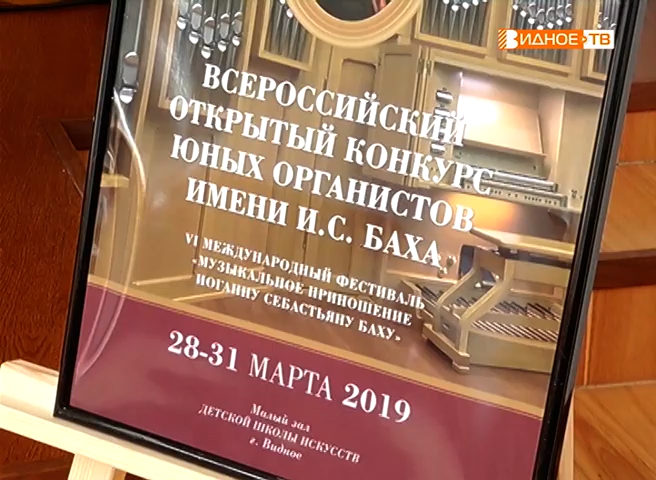 ВИДНОЕ ТВ
ВСЕРОССИЙСКИЙ
ОТКРЫТЫЙ КОНКУРС
ЮНЫХ ОРГАНИСТОВ
ИМЕНИ И.С. БАХА
VI МЕЖДУНАРОДНЫЙ ФЕСТИВАЛЬ
«МУЗЫКАЛЬНОЕ ПРИНОШЕНИЕ
ИОГАННУ СЕБАСТЬЯНУ БАХУ»
28-31 МАРТА 2019
Малый зал
ДЕТСКОЙ ШКОЛЫ ИСКУССТВ
г. Видное